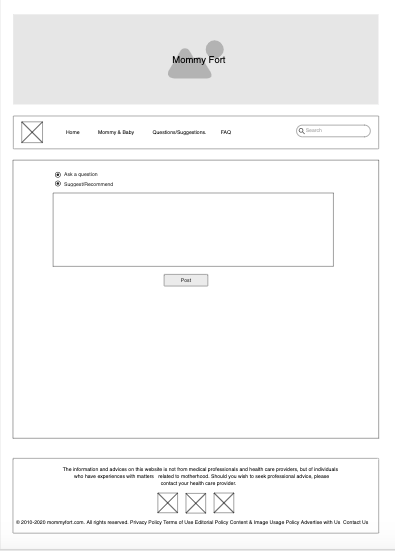 Mommy Fort
Home Mommy & Baby Questions/Suggestions. FAQ Search
Ask a question
Suggest/Recommend
Post
The information and advices on this website is not from medical professionals and health care providers, but of individuals
who have experiences with matters related to motherhood. Should you wish to seek professional advice, please
contact your health care provider.
© 2010-2020 mommyfort.com. All rights reserved. Privacy Policy Terms of Use Editorial Policy Content & Image Usage Policy Advertise with Us Contact Us